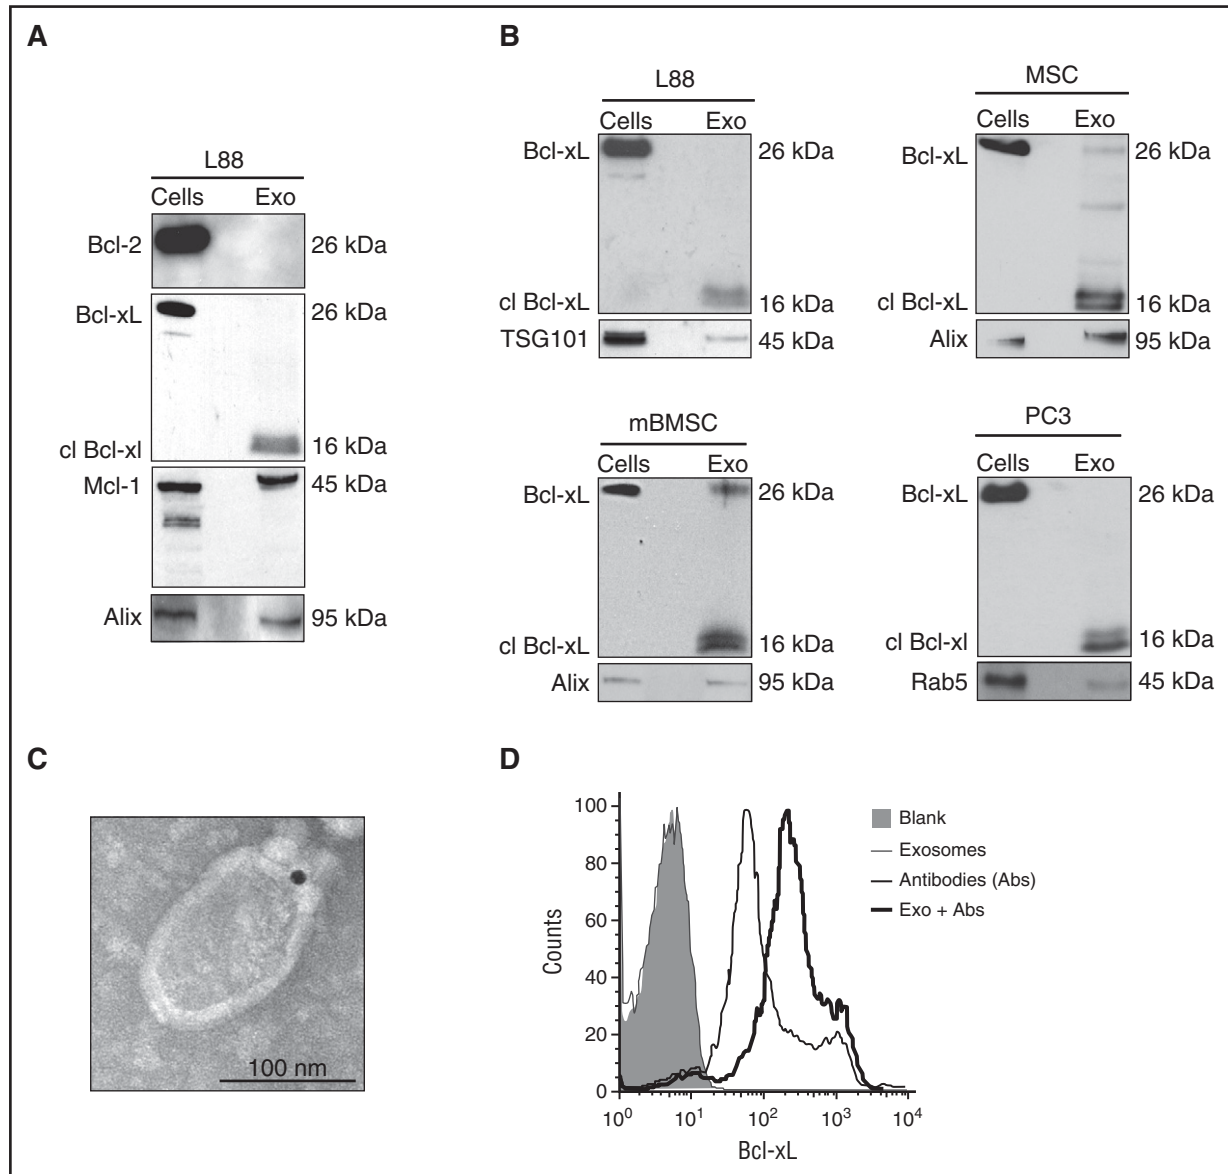 A
L88
Cells Exo
Bcl-2 26 kDa
Bcl-xL 26 kDa
cl Bcl-xl 16 kDa
Mcl-1 45 kDa
Alix 95 kDa
B
L88
Cells Exo
Bcl-xL 26 kDa
cl Bcl-xL 16 kDa
TSG101 45 kDa
MSC
Cells Exo
Bcl-xL 26 kDa
cl Bcl-xL 16 kDa
Alix 95 kDa
mBMSC
Cells Exo
Bcl-xL 26 kDa
cl Bcl-xL 16 kDa
Alix 95 kDa
PC3
Cells Exo
Bcl-xL 26 kDa
cl Bcl-xl 16 kDa
Rab5 45 kDa
C
100 nm
D
Counts
100
80
60
40
20
0
10⁰ 10¹ 10² 10³ 10⁴
Bcl-xL
Blank
Exosomes
Antibodies (Abs)
Exo + Abs